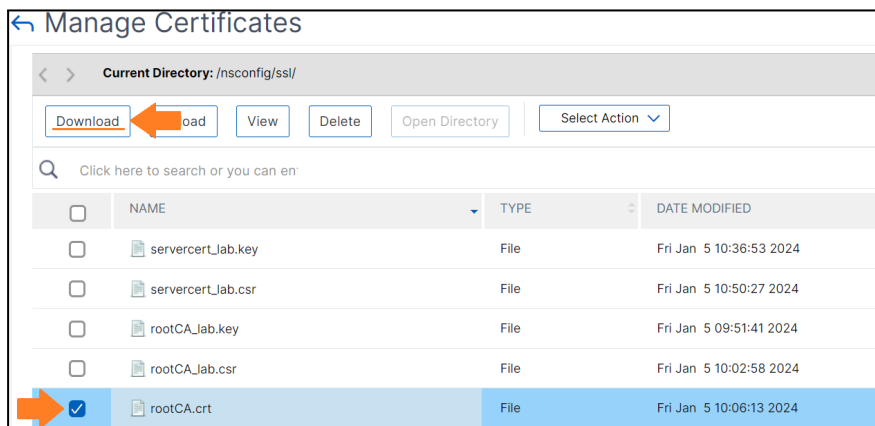 Manage Certificates
Current Directory: /nsconfig/ssl/
Download oad View Delete Open Directory Select Action
Click here to search or you can en
NAME TYPE DATE MODIFIED
servercert_lab.key File Fri Jan 5 10:36:53 2024
servercert_lab.csr File Fri Jan 5 10:50:27 2024
rootCA_lab.key File Fri Jan 5 09:51:41 2024
rootCA_lab.csr File Fri Jan 5 10:02:58 2024
rootCA.crt File Fri Jan 5 10:06:13 2024